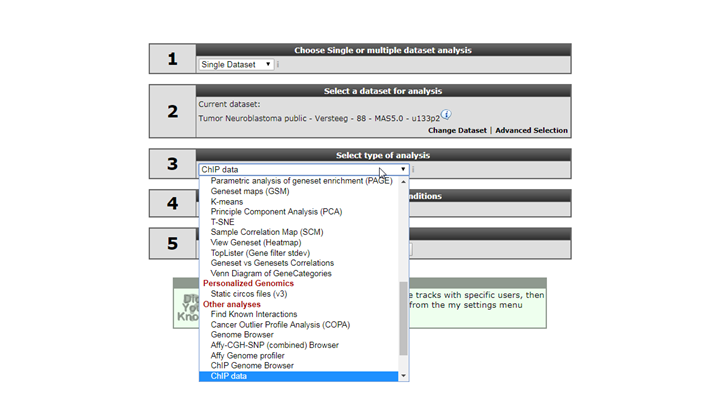 1
Choose Single or multiple dataset analysis
Single Dataset
2
Select a dataset for analysis
Current dataset:
Tumor Neuroblastoma public - Versteeg - 88 - MAS5.0 - u133p2
Change Dataset | Advanced Selection
3
Select type of analysis
ChIP data
Parametric analysis of geneset enrichment (PAGE)
Geneset maps (GSM)
K-means
Principle Component Analysis (PCA)
T-SNE
Sample Correlation Map (SCM)
View Geneset (Heatmap)
TopLister (Gene filter stdev)
Geneset vs Genesets Correlations
Venn Diagram of GeneCategories
Personalized Genomics
Static circos files (v3)
Other analyses
Find Known Interactions
Cancer Outlier Profile Analysis (COPA)
Genome Browser
Affy-CGH-SNP (combined) Browser
Affy Genome profiler
ChIP Genome Browser
ChIP data
4
nditions
5
e tracks with specific users, then
from the my settings menu